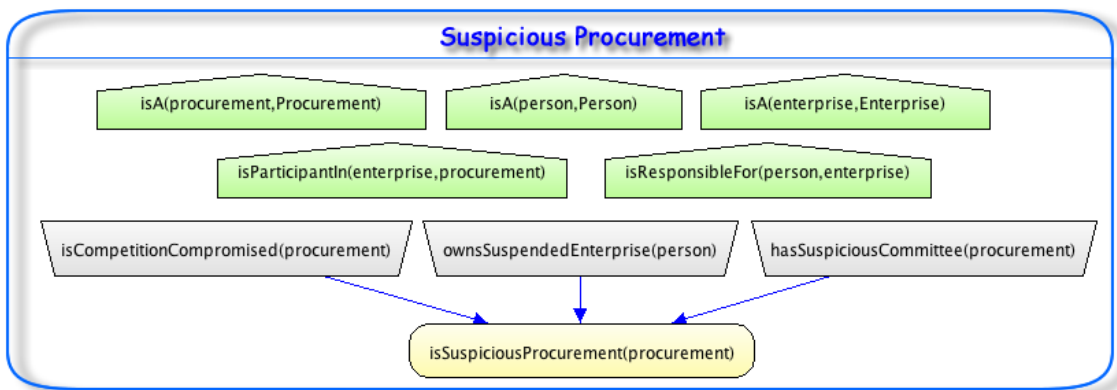 Suspicious Procurement
isA(procurement,Procurement)
isA(person,Person)
isA(enterprise,Enterprise)
isParticipantIn(enterprise,procurement)
isResponsibleFor(person,enterprise)
isCompetitionCompromised(procurement)
ownsSuspendedEnterprise(person)
hasSuspiciousCommittee(procurement)
isSuspiciousProcurement(procurement)